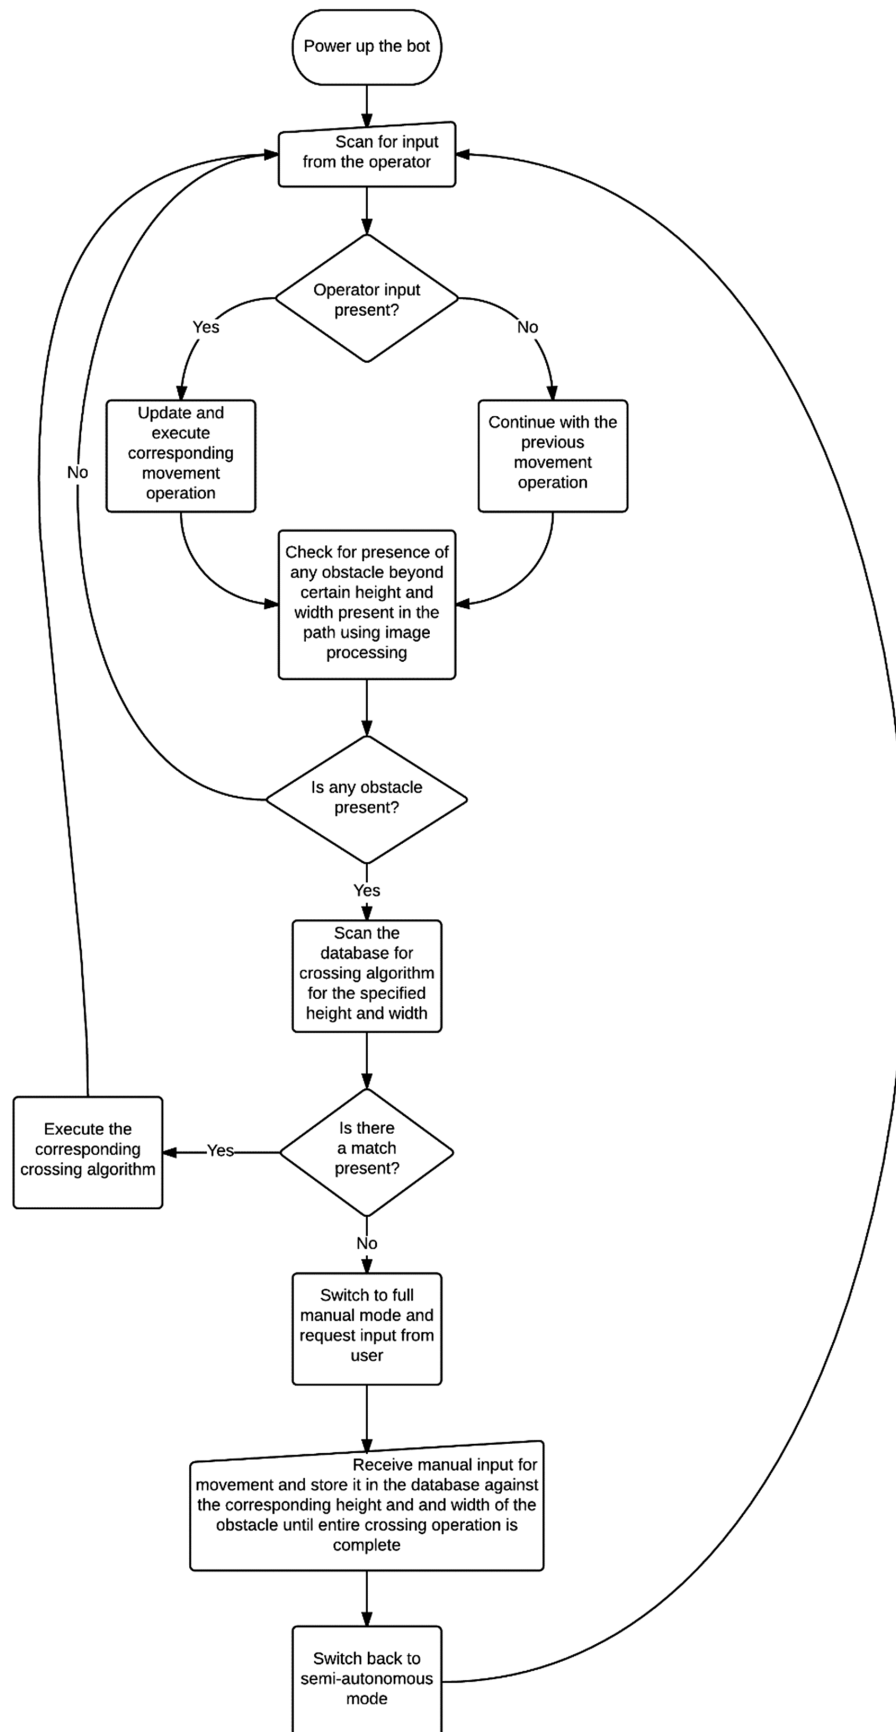 Power up the bot
Scan for input
from the operator
Operator input
present?
Yes
No
Update and
execute
corresponding
movement
operation
Continue with the
previous
movement
operation
No
Check for presence of
any obstacle beyond
certain height and
width present in the
path using image
processing
Is any obstacle
present?
Yes
Scan the
database for
crossing algorithm
for the specified
height and width
Is there
a match
present?
Yes
Execute the
corresponding
crossing algorithm
No
Switch to full
manual mode and
request input from
user
Receive manual input for
movement and store it in the database against
the corresponding height and and width of the
obstacle until entire crossing operation is
complete
Switch back to
semi-autonomous
mode